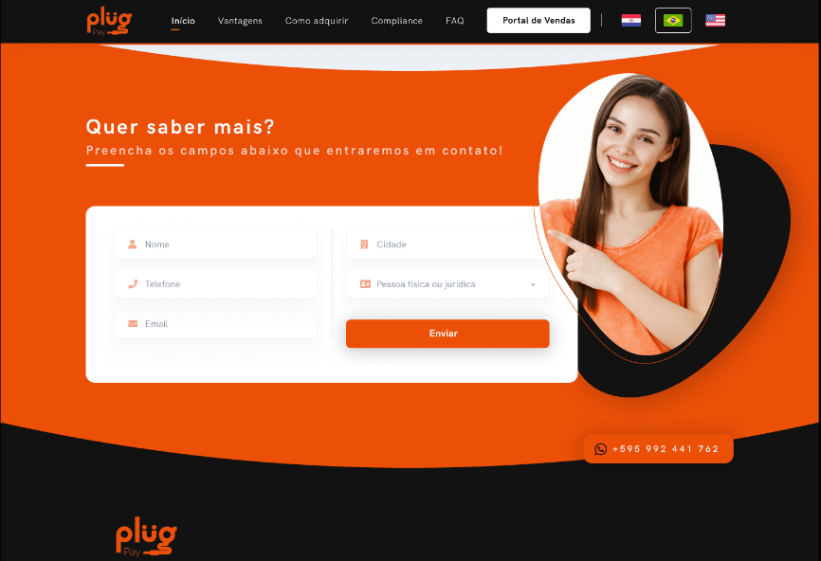 plüg
Pay
Início Vantagens Como adquirir Compliance FAQ Portal de Vendas
Quer saber mais?
Preencha os campos abaixo que entraremos em contato!
Nome
Telefone
Email
Cidade
Pessoa física ou jurídica
Enviar
+595 992 441 762
plüg
Pay